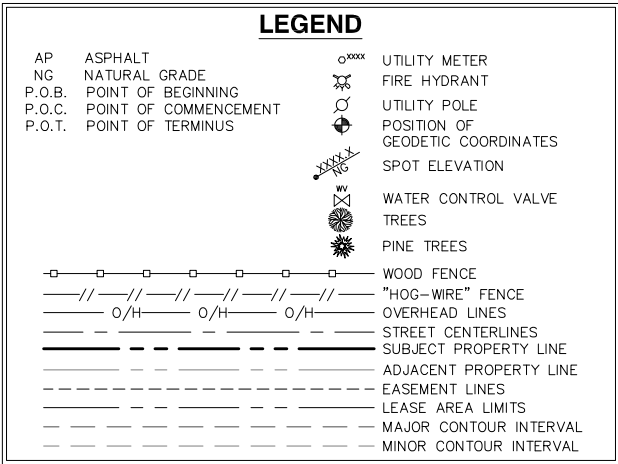 LEGEND
AP ASPHALT
NG NATURAL GRADE
P.O.B. POINT OF BEGINNING
P.O.C. POINT OF COMMENCEMENT
P.O.T. POINT OF TERMINUS
XXXX UTILITY METER
FIRE HYDRANT
UTILITY POLE
POSITION OF
GEODETIC COORDINATES
XXXX.X
NG
SPOT ELEVATION
WV
WATER CONTROL VALVE
TREES
PINE TREES
WOOD FENCE
// // // // // // "HOG-WIRE" FENCE
O/H O/H O/H OVERHEAD LINES
STREET CENTERLINES
SUBJECT PROPERTY LINE
ADJACENT PROPERTY LINE
EASEMENT LINES
LEASE AREA LIMITS
MAJOR CONTOUR INTERVAL
MINOR CONTOUR INTERVAL